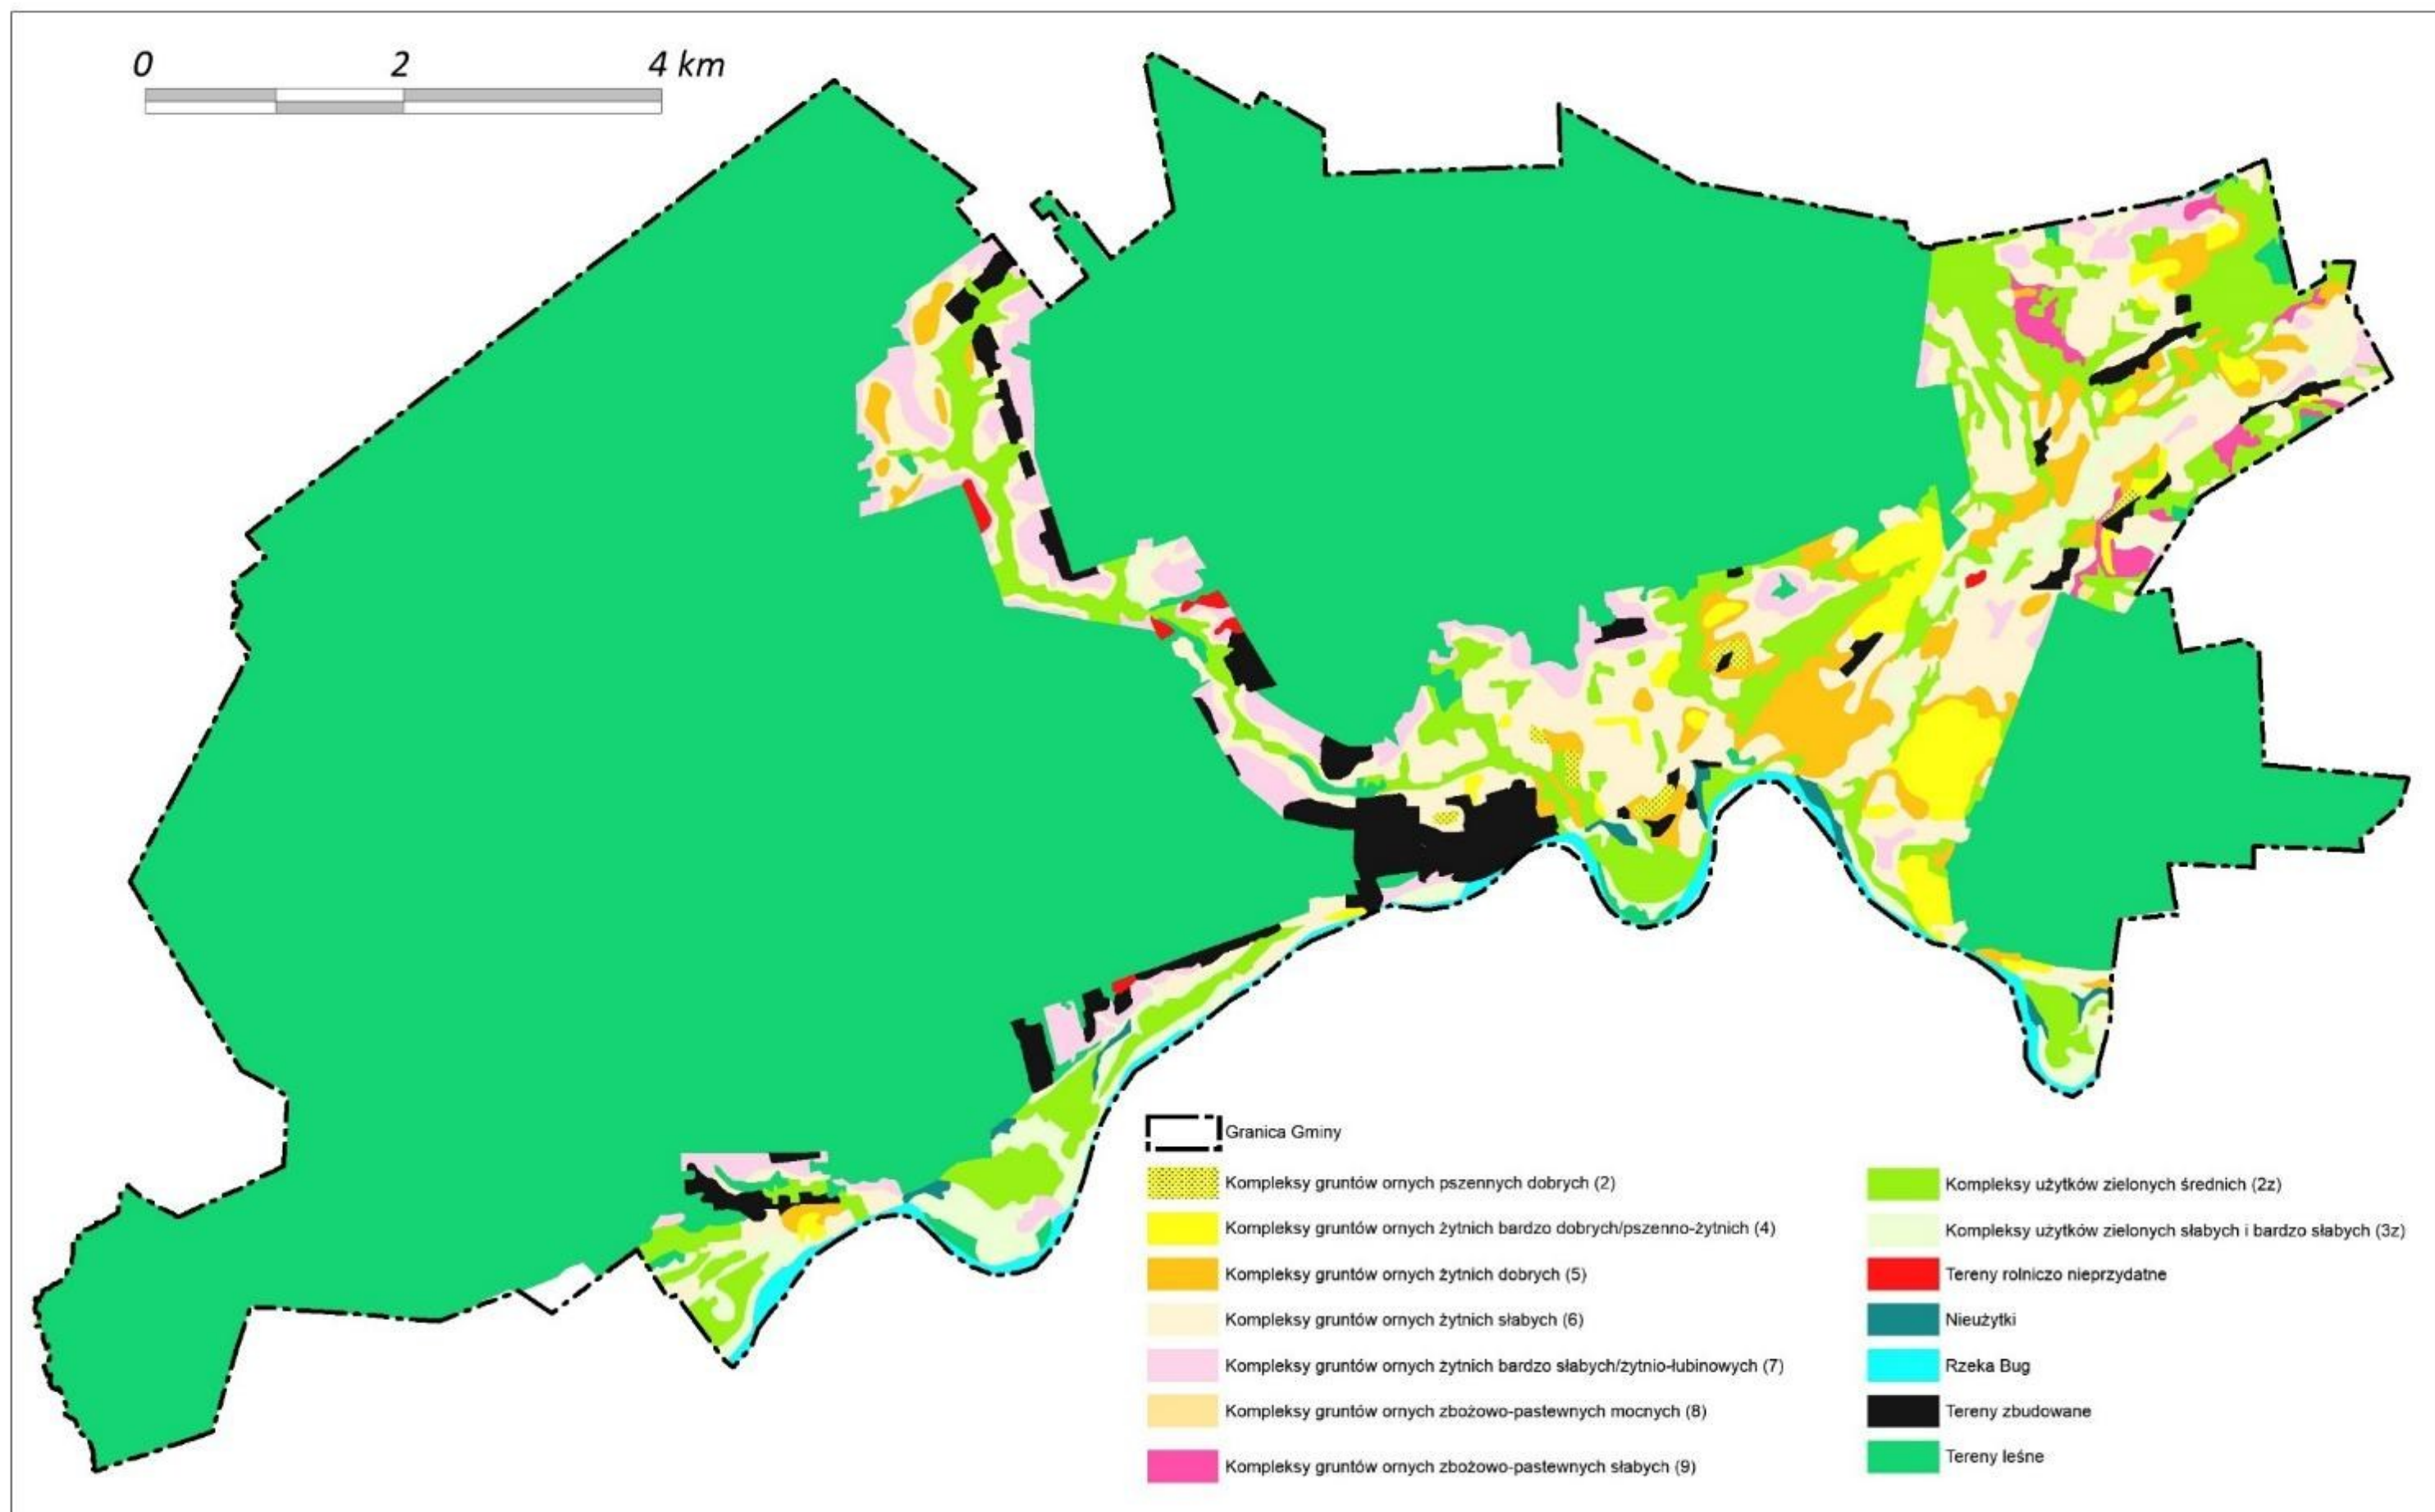 0 2 4 km
Granica Gminy
Kompleksy gruntów ornych pszennych dobrych (2)
Kompleksy gruntów ornych żytnich bardzo dobrych/pszenno-żytnich (4)
Kompleksy gruntów ornych żytnich dobrych (5)
Kompleksy gruntów ornych żytnich słabych (6)
Kompleksy gruntów ornych żytnich bardzo słabych/żytnio-łubinowych (7)
Kompleksy gruntów ornych zbożowo-pastewnych mocnych (8)
Kompleksy gruntów ornych zbożowo-pastewnych słabych (9)
Kompleksy użytków zielonych średnich (2z)
Kompleksy użytków zielonych słabych i bardzo słabych (3z)
Tereny rolniczo nieprzydatne
Nieużytki
Rzeka Bug
Tereny zbudowane
Tereny leśne